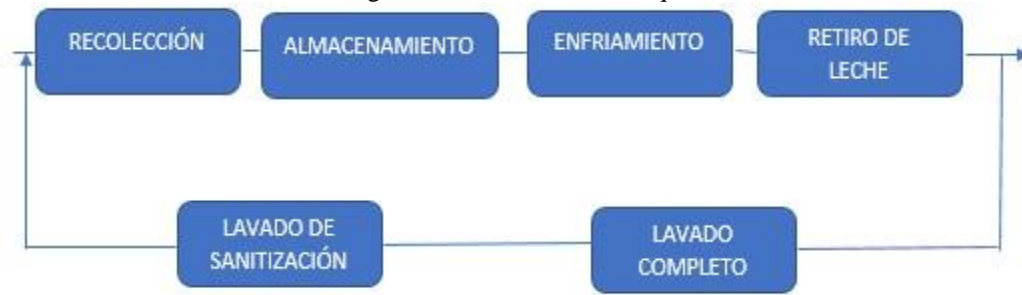 RECOLECCIÓN
ALMACENAMIENTO
ENFRIAMIENTO
RETIRO DE
LECHE
LAVADO DE
SANITIZACIÓN
LAVADO
COMPLETO